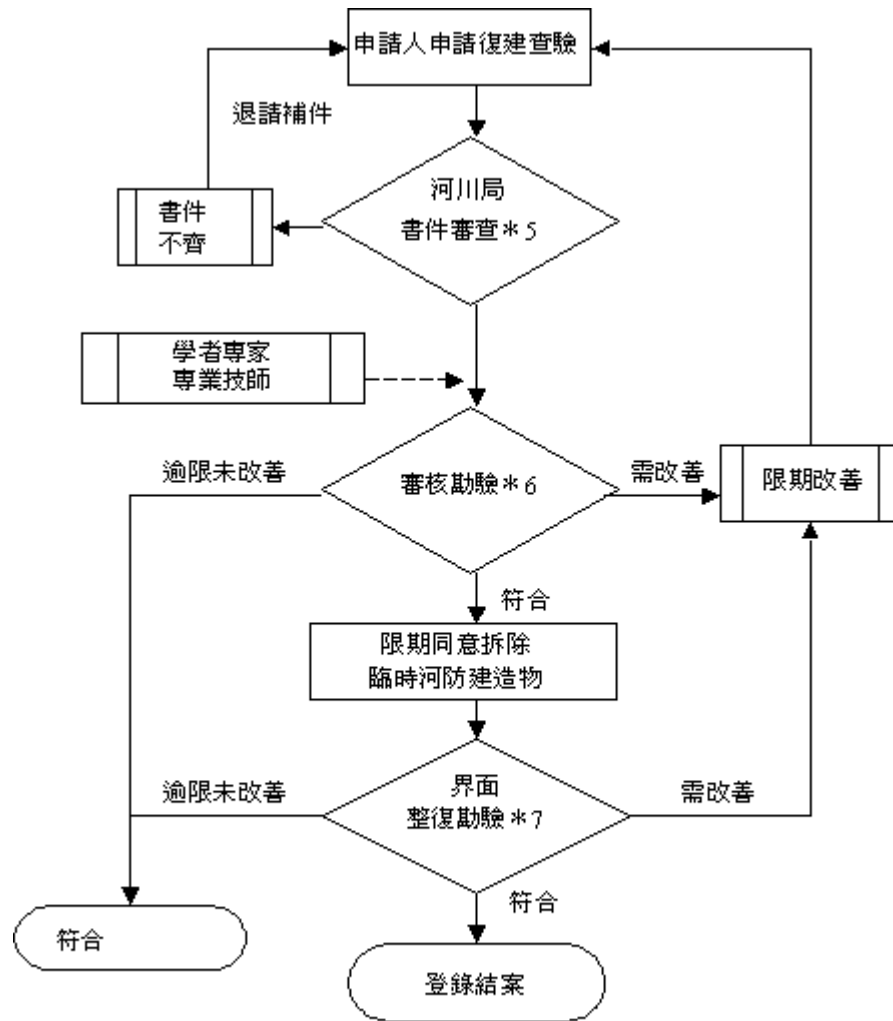 申請人申請復建查驗
退請補件
河川局
書件審查＊5
書件
不齊
學者專家
專業技師
逾限未改善
審核勘驗＊6
需改善
限期改善
符合
限期同意拆除
臨時河防建造物
逾限未改善
界面
整復勘驗＊7
需改善
符合
符合
登錄結案